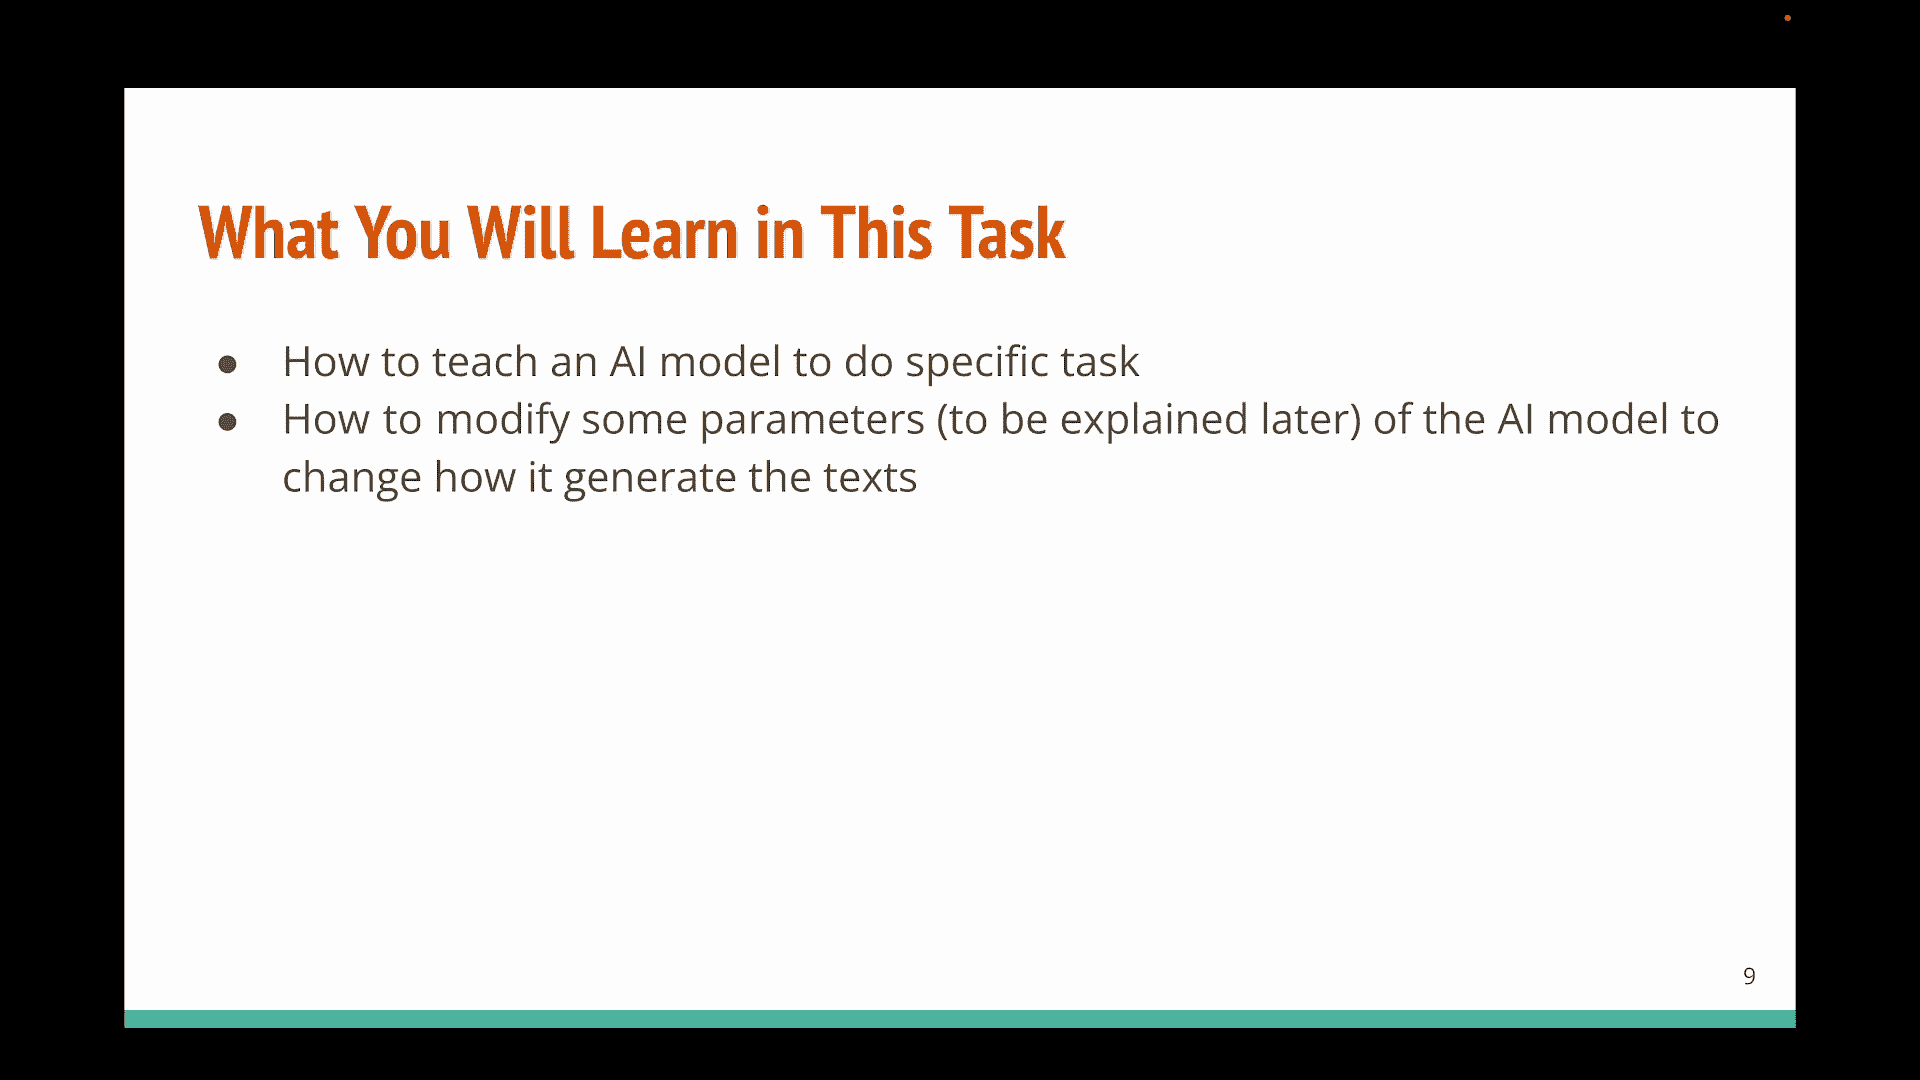 What You Will Learn in This Task
● How to teach an AI model to do specific task
● How to modify some parameters (to be explained later) of the AI model to
change how it generate the texts
9